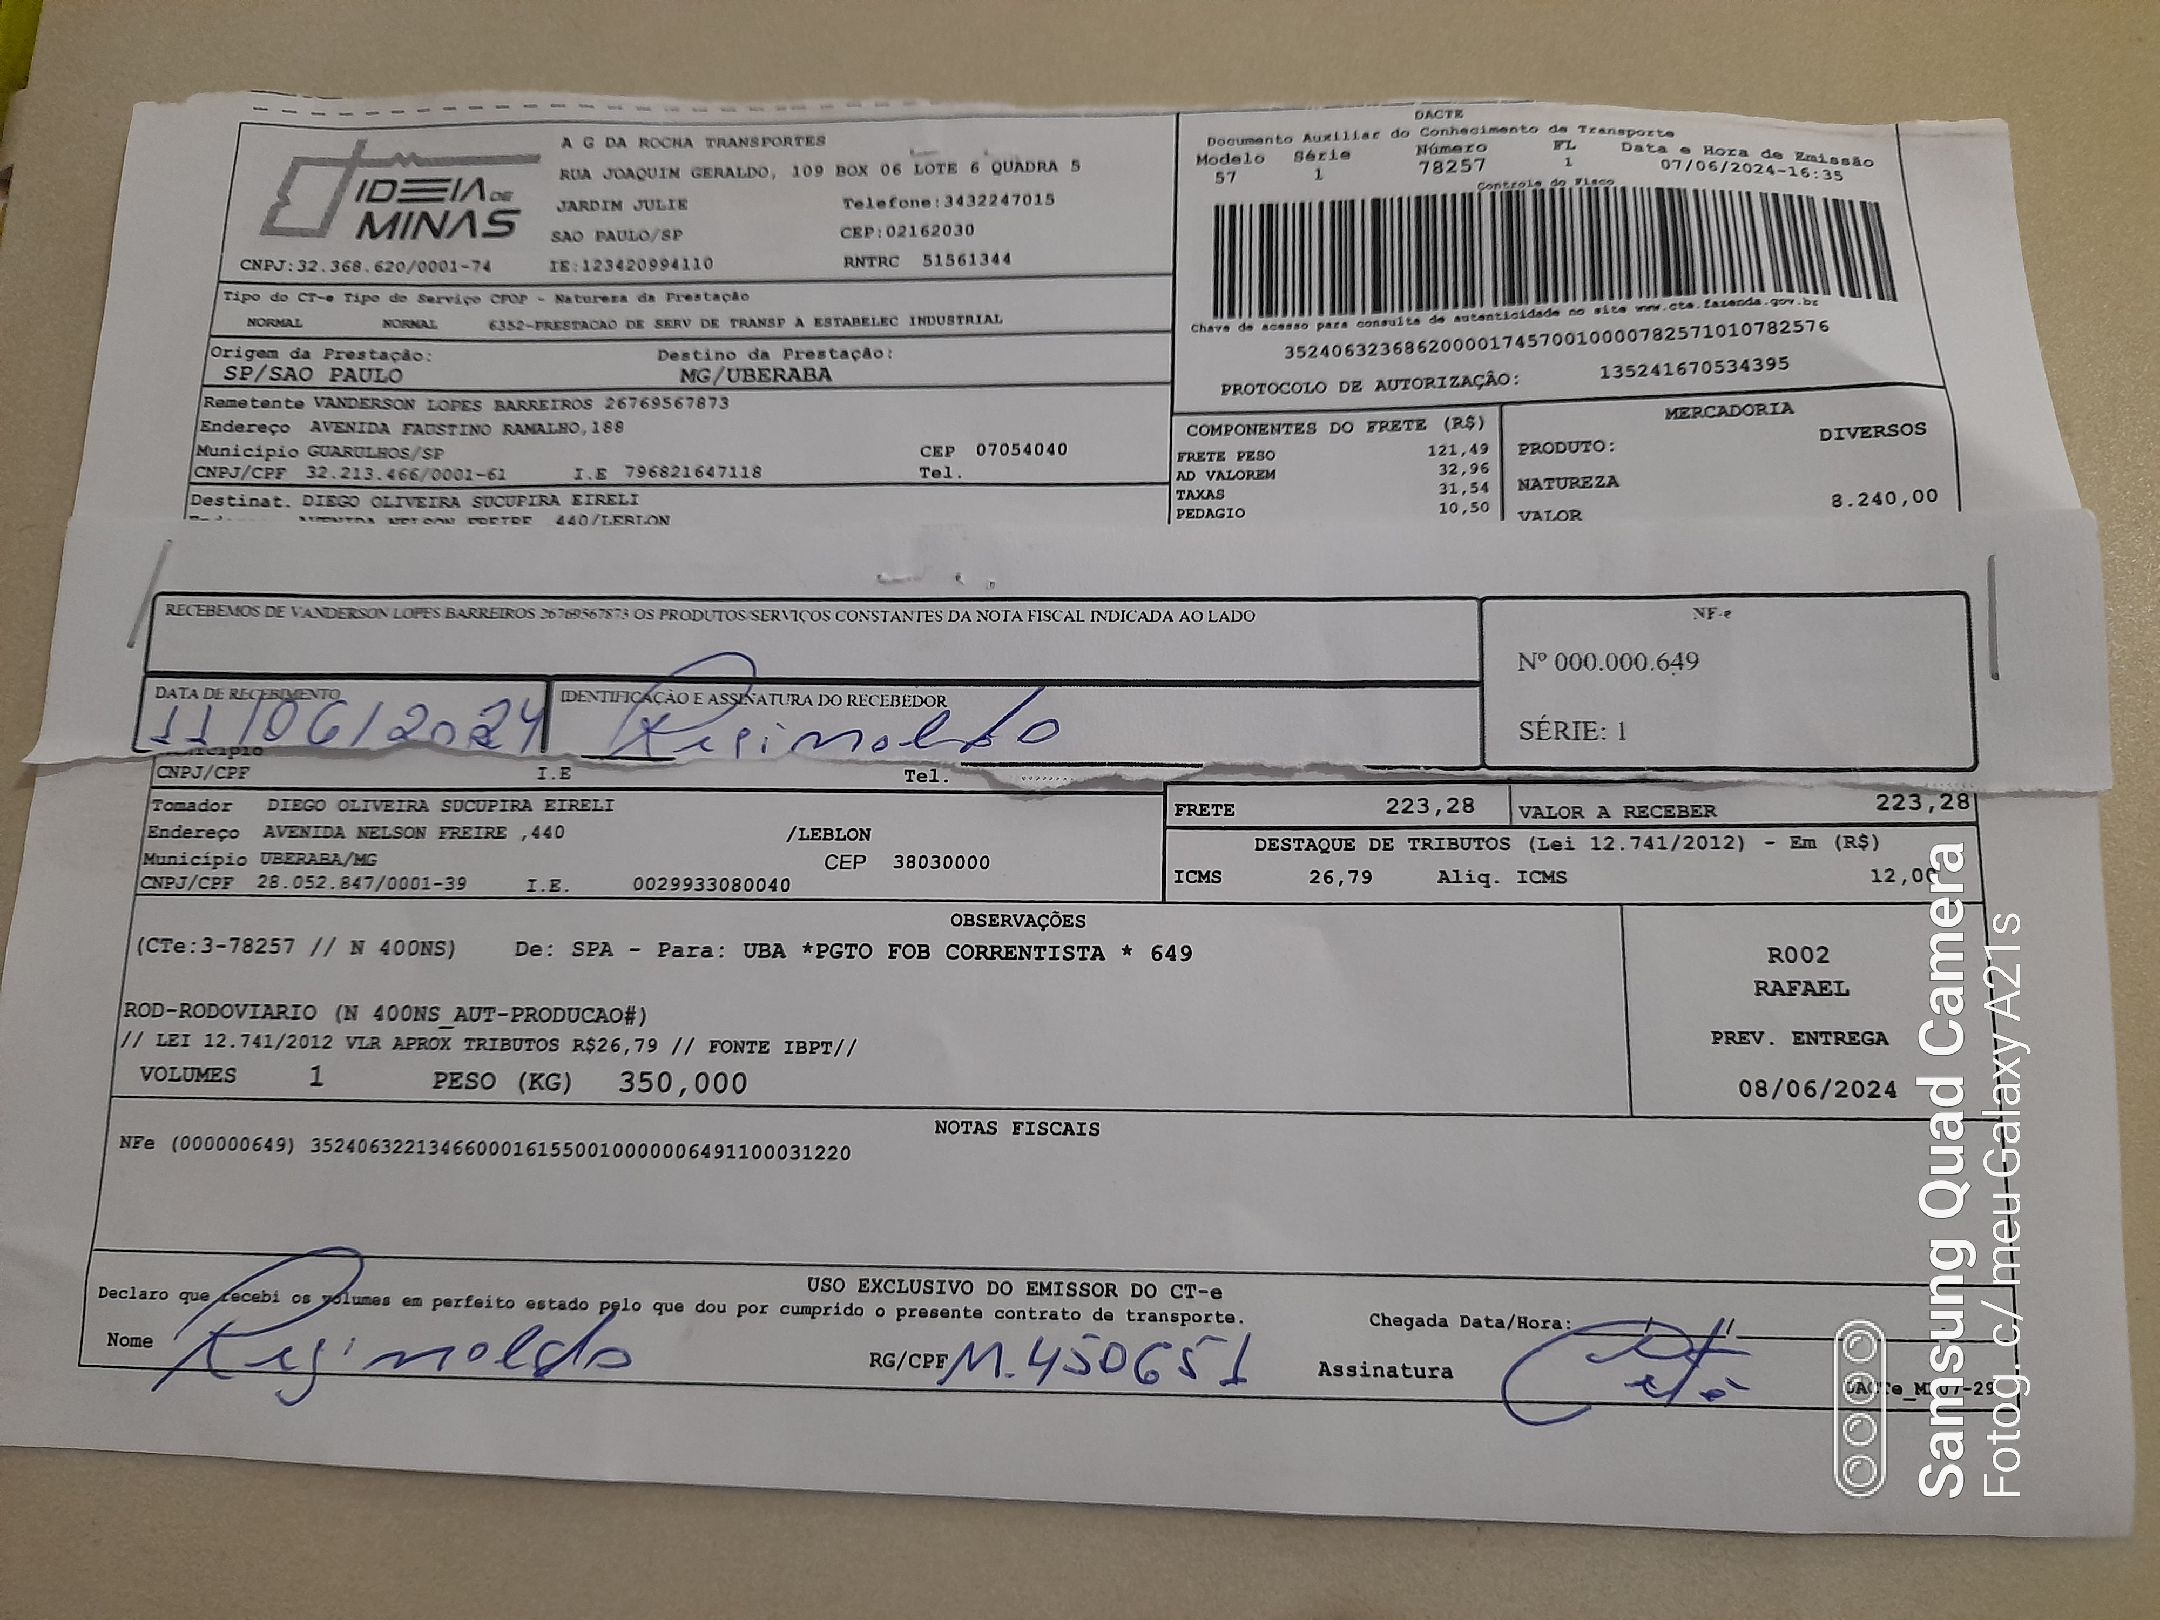 IDEIA DE MINAS
A G DA ROCHA TRANSPORTES
RUA JOAQUIN GERALDO, 109 BOX 06 LOTE 6 QUADRA 5
JARDIN JULIE Telefone:3432247015
SAO PAULO/SP CEP:02162030
CNPJ:32.368.620/0001-74 IE:123420994110 RNTRC 51561344
DACTE
Documento Auxiliar do Conhecimento de Transporte
Modelo Série Número FL Data e Hora de Emissão
57 1 78257 1 07/06/2024-16:35
Controle do Fisco
Chave de acesso para consulta de autenticidade no site www.cte.fazenda.gov.br
35240632368620000174570010000782571010782576
PROTOCOLO DE AUTORIZAÇÂO: 135241670534395
Tipo do CT-e Tipo do Serviço CFOP - Natureza da Prestação
NORMAL NORMAL 6352-PRESTACAO DE SERV DE TRANSP A ESTABELEC INDUSTRIAL
Origem da Prestação: Destino da Prestação:
SP/SAO PAULO MG/UBERABA
Remetente VANDERSON LOPES BARREIROS 26769567873
Endereço AVENIDA FAUSTINO RAMALHO,188
Município GUARULHOS/SP CEP 07054040
CNPJ/CPF 32.213.466/0001-61 I.E 796821647118 Tel.
Destinat. DIEGO OLIVEIRA SUCUPIRA EIRELI
AVENIDA NELSON FREIRE 440/LEBLON
COMPONENTES DO FRETE (R$)
FRETE PESO 121,49
AD VALOREM 32,96
TAXAS 31,54
PEDAGIO 10,50
MERCADORIA
PRODUTO: DIVERSOS
NATUREZA
VALOR 8.240,00
RECEBEMOS DE VANDERSON LOPES BARREIROS 26769567873 OS PRODUTOS/SERVIÇOS CONSTANTES DA NOTA FISCAL INDICADA AO LADO
NF-e
Nº 000.000.649
SÉRIE: 1
DATA DE RECEBIMENTO IDENTIFICAÇÃO E ASSINATURA DO RECEBEDOR
11/06/2024 Reginaldo
Município
CNPJ/CPF I.E Tel.
Tomador DIEGO OLIVEIRA SUCUPIRA EIRELI
Endereço AVENIDA NELSON FREIRE ,440 /LEBLON
Município UBERABA/MG CEP 38030000
CNPJ/CPF 28.052.847/0001-39 I.E. 0029933080040
FRETE 223,28 VALOR A RECEBER 223,28
DESTAQUE DE TRIBUTOS (Lei 12.741/2012) - Em (R$)
ICMS 26,79 Aliq. ICMS 12,00
OBSERVAÇÕES
(CTe:3-78257 // N 400NS) De: SPA - Para: UBA *PGTO FOB CORRENTISTA * 649
ROD-RODOVIARIO (N 400NS_AUT-PRODUCAO#)
// LEI 12.741/2012 VLR APROX TRIBUTOS R$26,79 // FONTE IBPT//
VOLUMES 1 PESO (KG) 350,000
R002
RAFAEL
PREV. ENTREGA
08/06/2024
NOTAS FISCAIS
NFe (000000649) 35240632213466000161550010000006491100031220
USO EXCLUSIVO DO EMISSOR DO CT-e
Declaro que recebi os volumes em perfeito estado pelo que dou por cumprido o presente contrato de transporte.
Chegada Data/Hora: / /
Nome Reginaldo RG/CPF M.450651 Assinatura
Samsung Quad Camera
Fotog. c/ meu Galaxy A21s